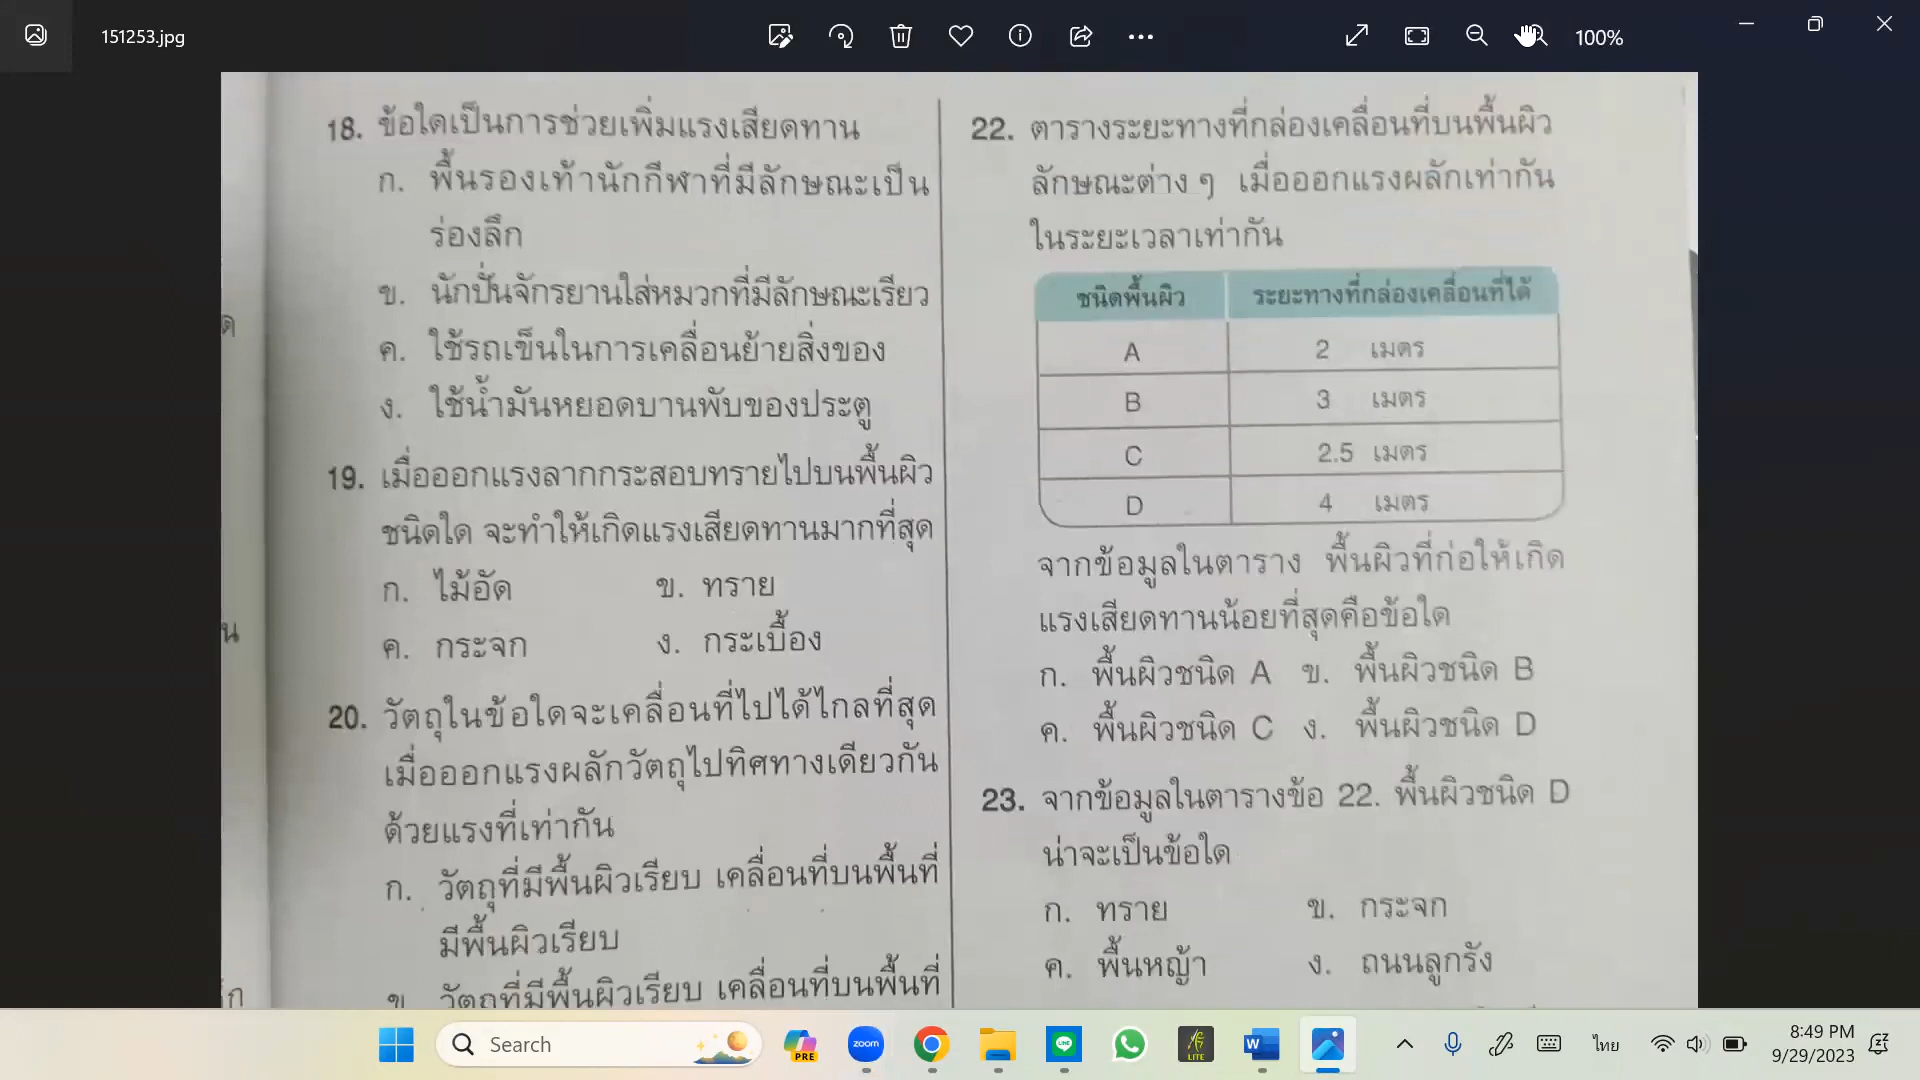 151253.jpg
100%
18. ข้อใดเป็นการช่วยเพิ่มแรงเสียดทาน
ก. พื้นรองเท้านักกีฬาที่มีลักษณะเป็น
ร่องลึก
ข. นักปั่นจักรยานใส่หมวกที่มีลักษณะเรียว
ค. ใช้รถเข็นในการเคลื่อนย้ายสิ่งของ
ง. ใช้น้ำมันหยอดบานพับของประตู
19. เมื่อออกแรงลากกระสอบทรายไปบนพื้นผิว
ชนิดใด จะทำให้เกิดแรงเสียดทานมากที่สุด
ก. ไม้อัด ข. ทราย
ค. กระจก ง. กระเบื้อง
20. วัตถุในข้อใดจะเคลื่อนที่ไปได้ไกลที่สุด
เมื่อออกแรงผลักวัตถุไปทิศทางเดียวกัน
ด้วยแรงที่เท่ากัน
ก. วัตถุที่มีพื้นผิวเรียบ เคลื่อนที่บนพื้นที่
มีพื้นผิวเรียบ
ข วัตถุที่มีพื้นผิวเรียบ เคลื่อนที่บนพื้นที่
22. ตารางระยะทางที่กล่องเคลื่อนที่บนพื้นผิว
ลักษณะต่าง ๆ เมื่อออกแรงผลักเท่ากัน
ในระยะเวลาเท่ากัน
ชนิดพื้นผิว ระยะทางที่กล่องเคลื่อนที่ได้
A 2 เมตร
B 3 เมตร
C 2.5 เมตร
D 4 เมตร
จากข้อมูลในตาราง พื้นผิวที่ก่อให้เกิด
แรงเสียดทานน้อยที่สุดคือข้อใด
ก. พื้นผิวชนิด A ข. พื้นผิวชนิด B
ค. พื้นผิวชนิด C ง. พื้นผิวชนิด D
23. จากข้อมูลในตารางข้อ 22. พื้นผิวชนิด D
น่าจะเป็นข้อใด
ก. ทราย ข. กระจก
ค. พื้นหญ้า ง. ถนนลูกรัง
Search
PRE
zoom
LINE
LITE
W
ไทย
8:49 PM
9/29/2023